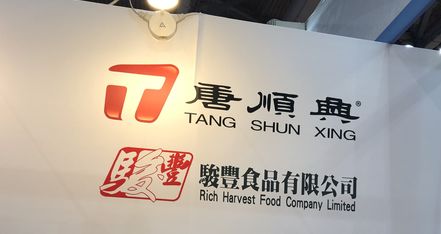 唐順興®
TANG SHUN XING
駿豐
駿豐食品有限公司
Rich Harvest Food Company Limited